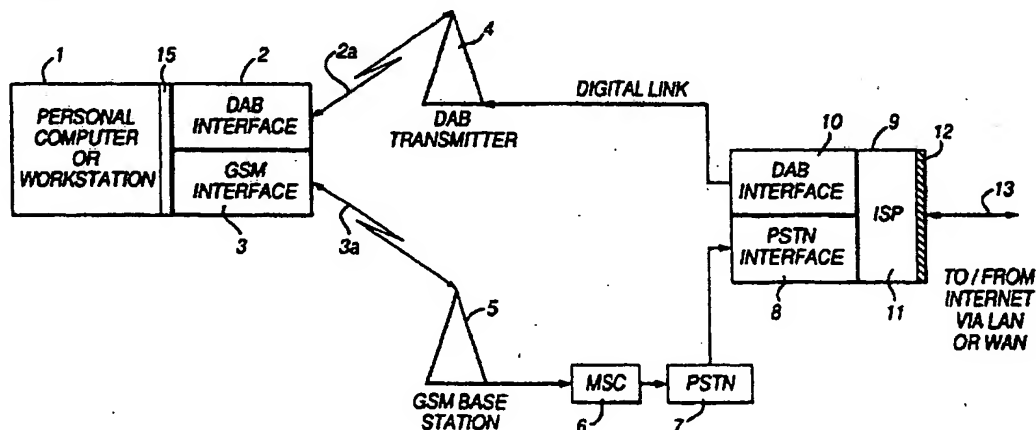 1
15
2
PERSONAL
COMPUTER
OR
WORKSTATION
DAB
INTERFACE
GSM
INTERFACE
3
2a
3a
4
DAB
TRANSMITTER
DIGITAL LINK
5
GSM BASE
STATION
MSC
6
PSTN
7
10
9
12
DAB
INTERFACE
ISP
PSTN
INTERFACE
8
11
13
TO / FROM
INTERNET
VIA LAN
OR WAN